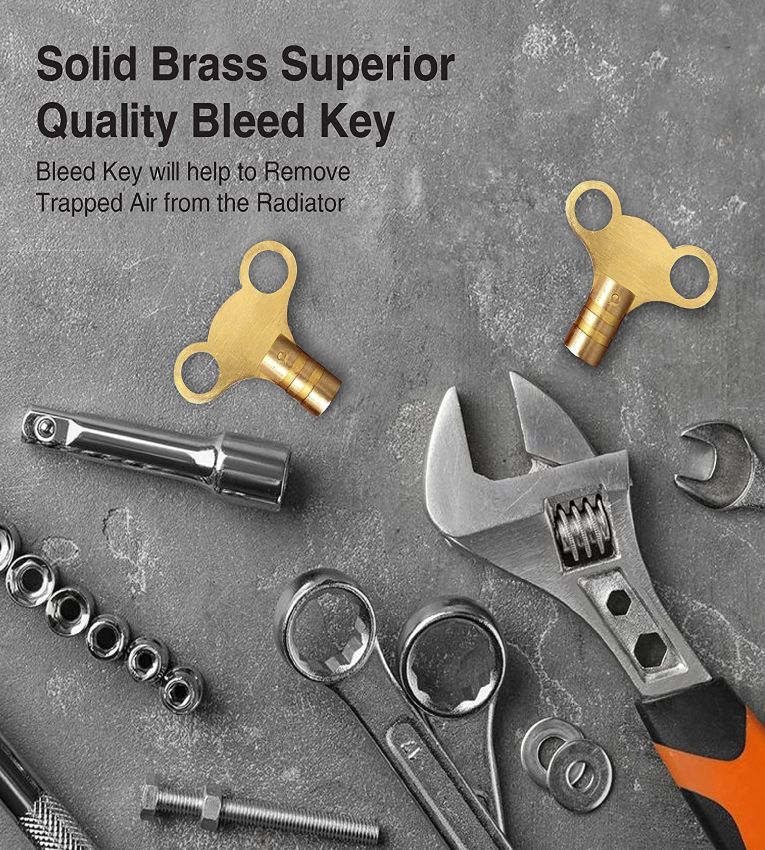 Solid Brass Superior
Quality Bleed Key
Bleed Key will help to Remove
Trapped Air from the Radiator